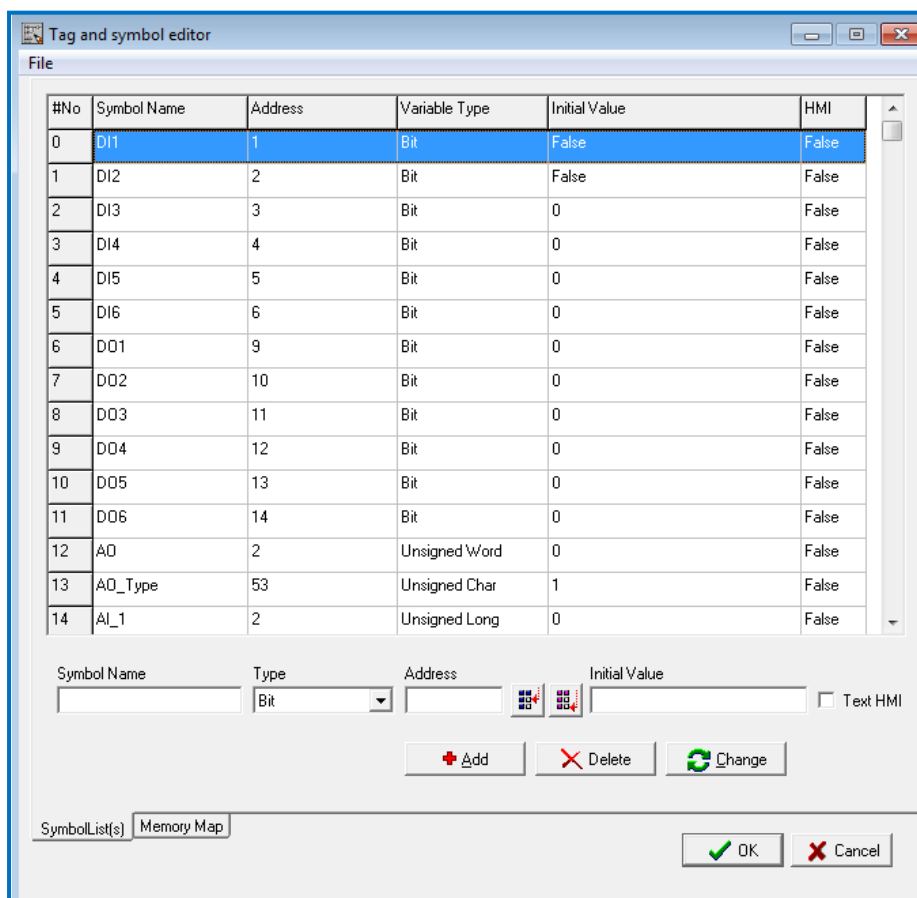 Tag and symbol editor
File
#No Symbol Name Address Variable Type Initial Value HMI
0 DI1 1 Bit False False
1 DI2 2 Bit False False
2 DI3 3 Bit 0 False
3 DI4 4 Bit 0 False
4 DI5 5 Bit 0 False
5 DI6 6 Bit 0 False
6 DO1 9 Bit 0 False
7 DO2 10 Bit 0 False
8 DO3 11 Bit 0 False
9 DO4 12 Bit 0 False
10 DO5 13 Bit 0 False
11 DO6 14 Bit 0 False
12 AO 2 Unsigned Word 0 False
13 AO_Type 53 Unsigned Char 1 False
14 AI_1 2 Unsigned Long 0 False
Symbol Name Type Address Initial Value
Bit Text HMI
Add Delete Change
SymbolList(s) Memory Map
OK Cancel